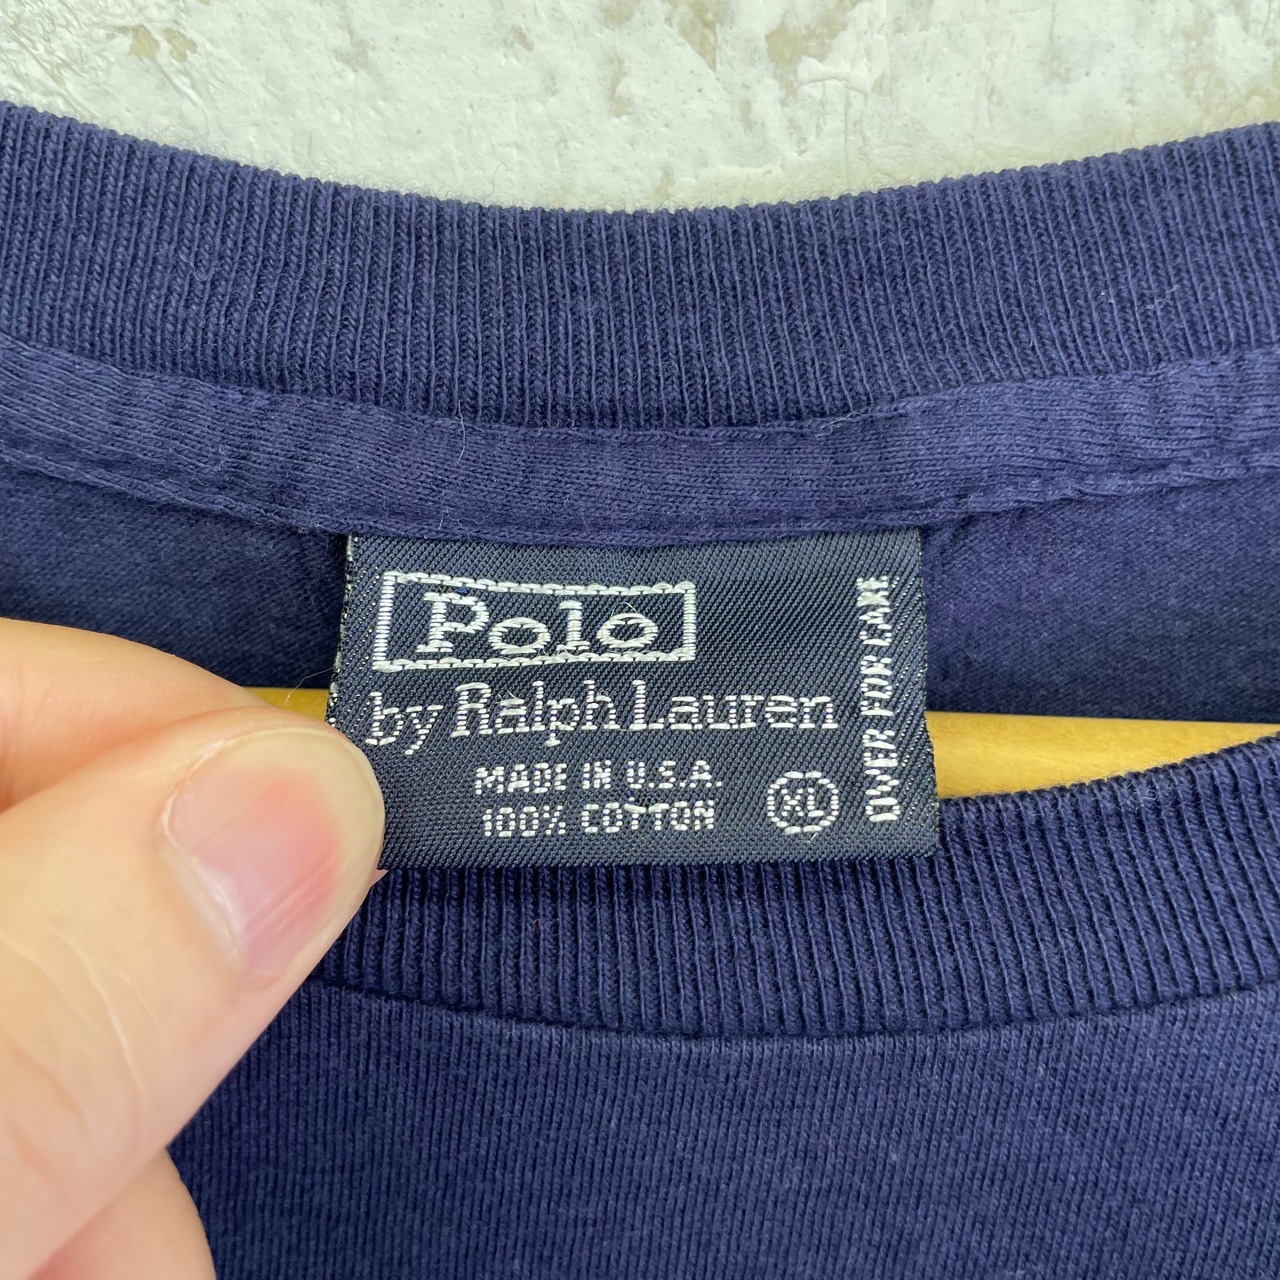 Polo
by Ralph Lauren
MADE IN U.S.A.
100% COTTON
XL
OVER FOR CARE